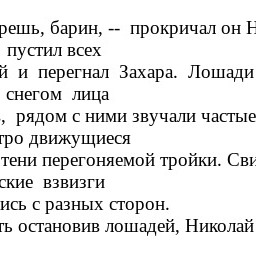 решь, барин, -- прокричал он Н
пустил всех
й и перегнал Захара. Лошади
снегом лица
, рядом с ними звучали частые
тро движущиеся
тени перегоняемой тройки. Сви
ские взвизги
ись с разных сторон.
ть остановив лошадей, Николай